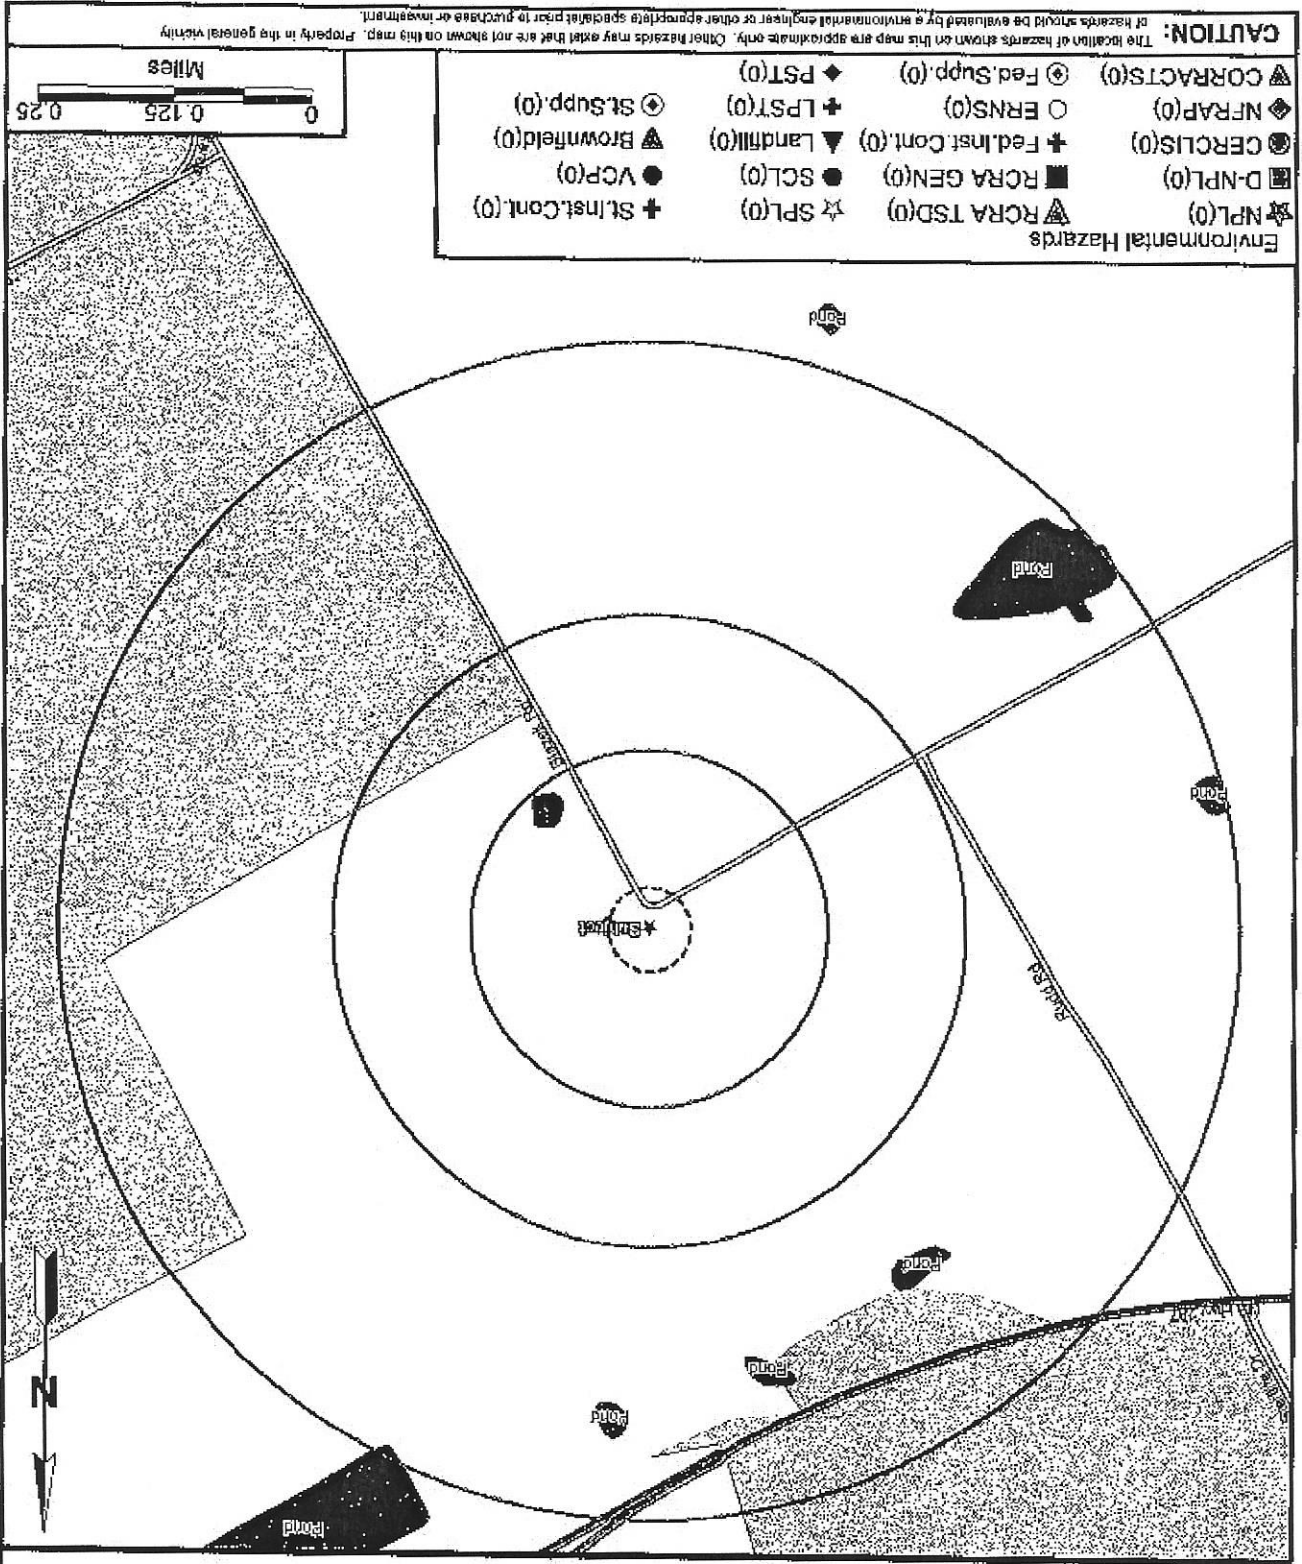 Pond
N
Pond
Pond
Pond
Rudd Rd
Subject
Pond
Pond
Pond
Environmental Hazards
NPL(0)
RCRA TSD(0)
SPL(0)
St.Inst.Cont.(0)
D-NPL(0)
RCRA GEN(0)
SCL(0)
VCP(0)
CERCLIS(0)
Fed.Inst.Cont.(0)
Landfill(0)
Brownfield(0)
NFRAP(0)
ERNS(0)
LPST(0)
St.Supp.(0)
CORRACTS(0)
Fed.Supp.(0)
PST(0)
0 0.125 0.25
Miles
CAUTION: The location of hazards shown on this map are approximate only. Other hazards may exist that are not shown on this map. Property in the general vicinity
of hazards should be evaluated by a environmental engineer or other appropriate specialist prior to purchase or investment.